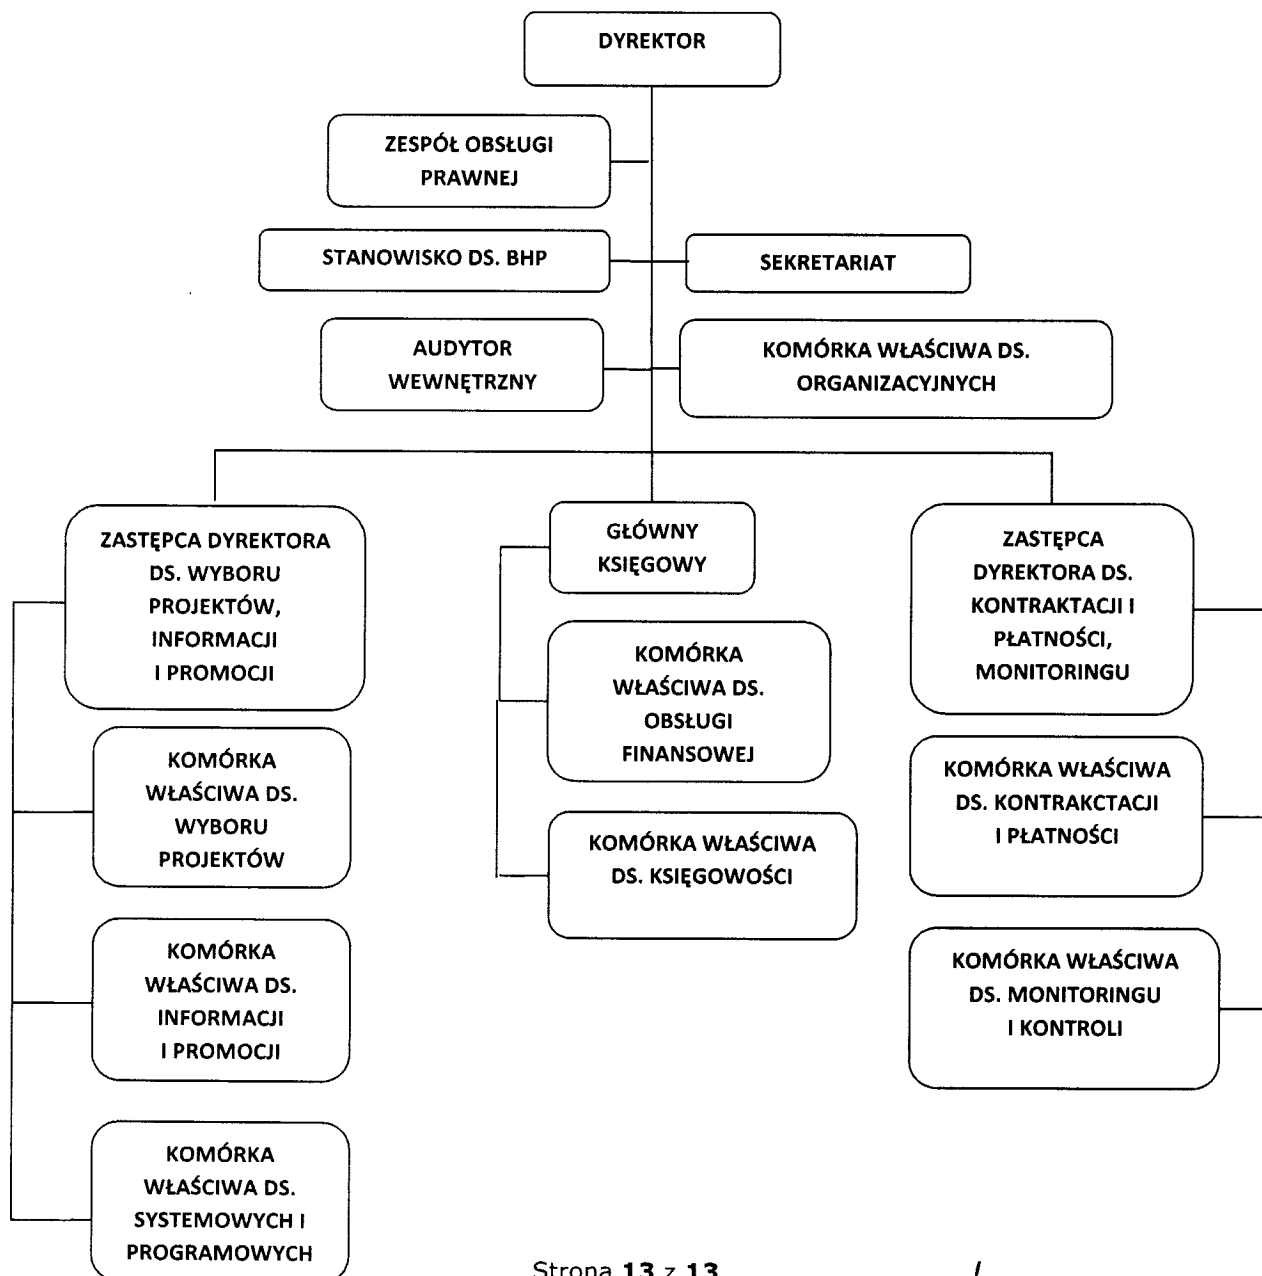 DYREKTOR
ZESPÓŁ OBSŁUGI
PRAWNEJ
STANOWISKO DS. BHP
SEKRETARIAT
AUDYTOR
WEWNĘTRZNY
KOMÓRKA WŁAŚCIWA DS.
ORGANIZACYJNYCH
ZASTĘPCA DYREKTORA
DS. WYBORU
PROJEKTÓW,
INFORMACJI
I PROMOCJI
KOMÓRKA
WŁAŚCIWA DS.
WYBORU
PROJEKTÓW
KOMÓRKA
WŁAŚCIWA DS.
INFORMACJI
I PROMOCJI
KOMÓRKA
WŁAŚCIWA DS.
SYSTEMOWYCH I
PROGRAMOWYCH
GŁÓWNY
KSIĘGOWY
KOMÓRKA
WŁAŚCIWA DS.
OBSŁUGI
FINANSOWEJ
KOMÓRKA WŁAŚCIWA
DS. KSIĘGOWOŚCI
ZASTĘPCA
DYREKTORA DS.
KONTRAKTACJI I
PŁATNOŚCI,
MONITORINGU
KOMÓRKA WŁAŚCIWA
DS. KONTRAKCTACJI
I PŁATNOŚCI
KOMÓRKA WŁAŚCIWA
DS. MONITORINGU
I KONTROLI
Strona 13 z 13